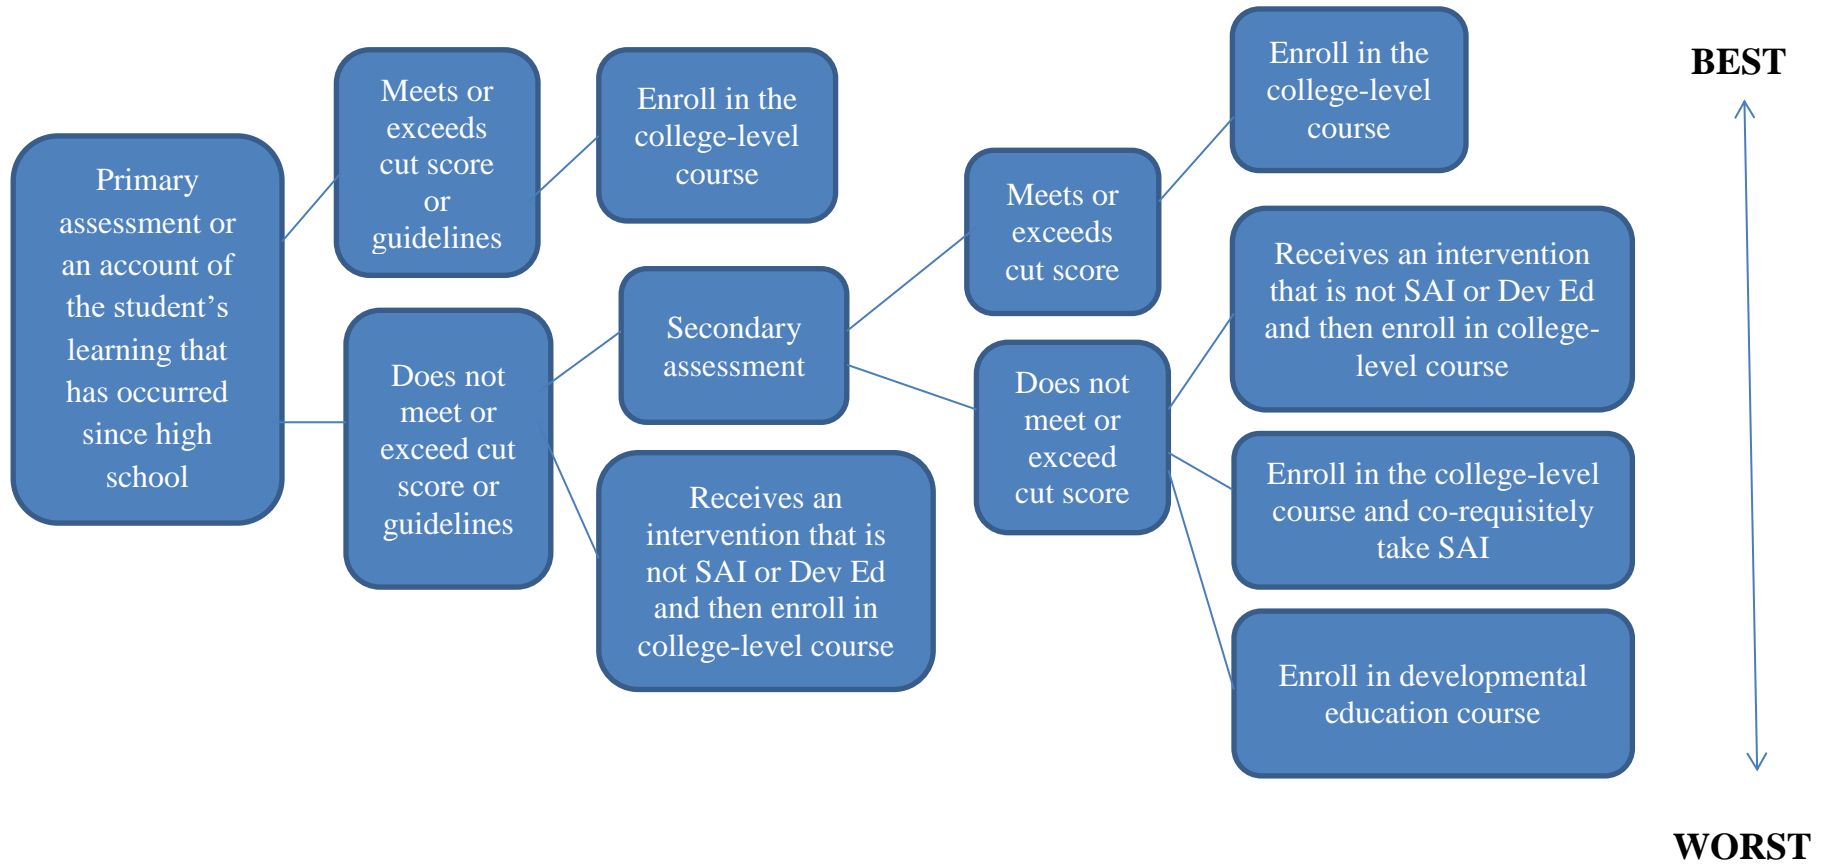 Primary
assessment or
an account of
the student's
learning that
has occurred
since high
school
Meets or
exceeds
cut score
or
guidelines
Does not
meet or
exceed cut
score or
guidelines
Enroll in the
college-level
course
Secondary
assessment
Receives an
intervention that is
not SAI or Dev Ed
and then enroll in
college-level course
Meets or
exceeds
cut score
Does not
meet or
exceed
cut score
Enroll in the
college-level
course
Receives an intervention
that is not SAI or Dev Ed
and then enroll in college-
level course
Enroll in the college-level
course and co-requisitely
take SAI
Enroll in developmental
education course
BEST
WORST